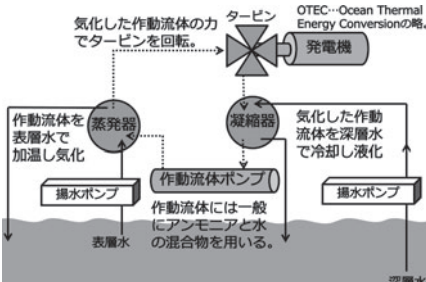 気化した作動流体の力
でタービンを回転。
タービン
OTEC…Ocean Thermal
Energy Conversionの略。
発電機
作動流体を
表層水で
加温し気化
蒸発器
凝縮器
気化した作動
流体を深層水
で冷却し液化
作動流体ポンプ
揚水ポンプ
揚水ポンプ
作動流体には一般
にアンモニアと水
の混合物を用いる。
表層水
深層水